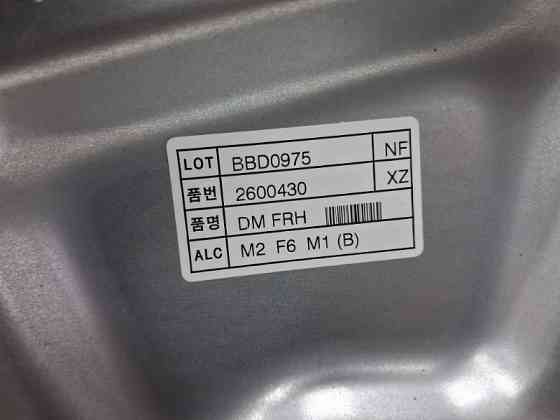 LOT BBD0975 NF
품번 2600430 XZ
품명 DM FRH
ALC M2 F6 M1 (B)